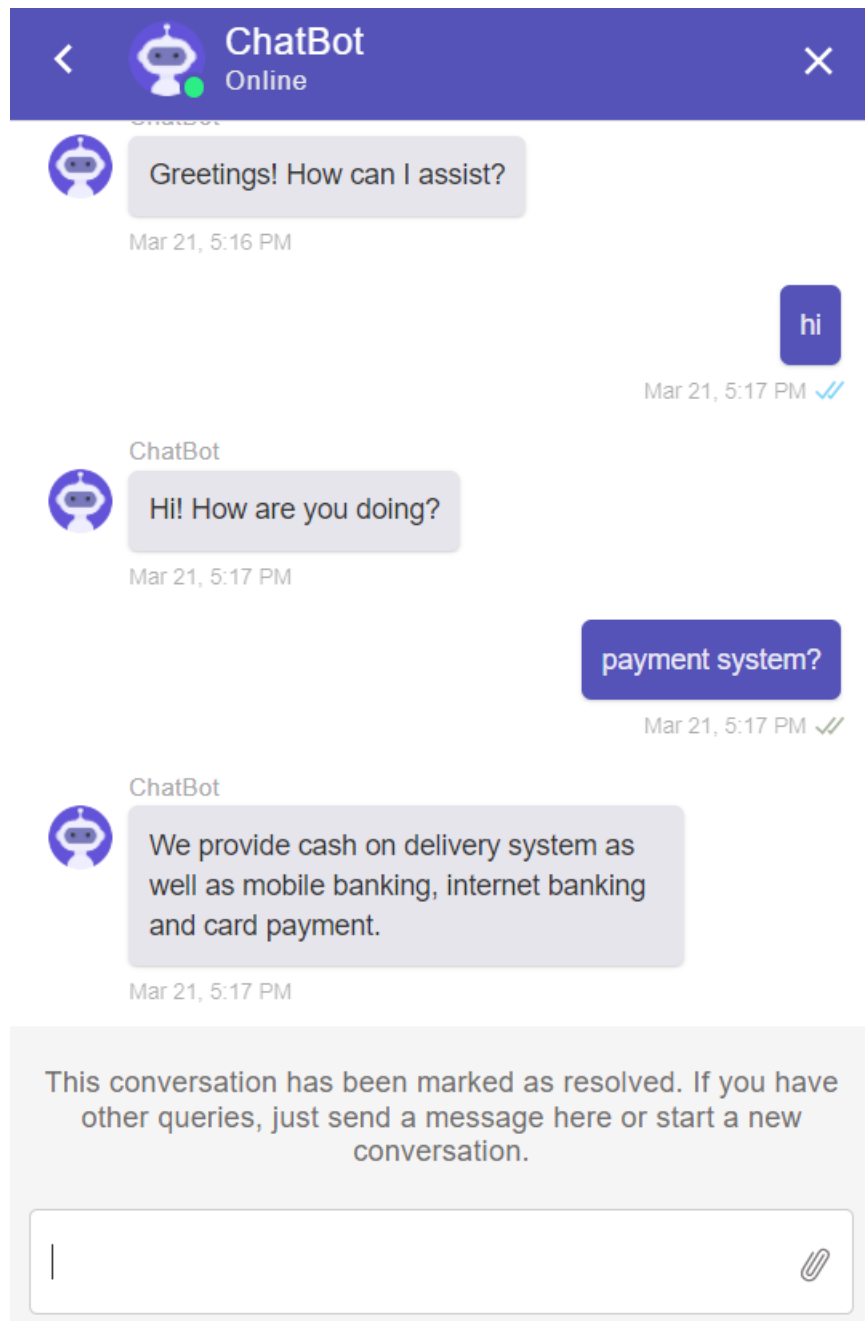 ChatBot
Online
ChatBot
Greetings! How can I assist?
Mar 21, 5:16 PM
hi
Mar 21, 5:17 PM
ChatBot
Hi! How are you doing?
Mar 21, 5:17 PM
payment system?
Mar 21, 5:17 PM
ChatBot
We provide cash on delivery system as
well as mobile banking, internet banking
and card payment.
Mar 21, 5:17 PM
This conversation has been marked as resolved. If you have
other queries, just send a message here or start a new
conversation.